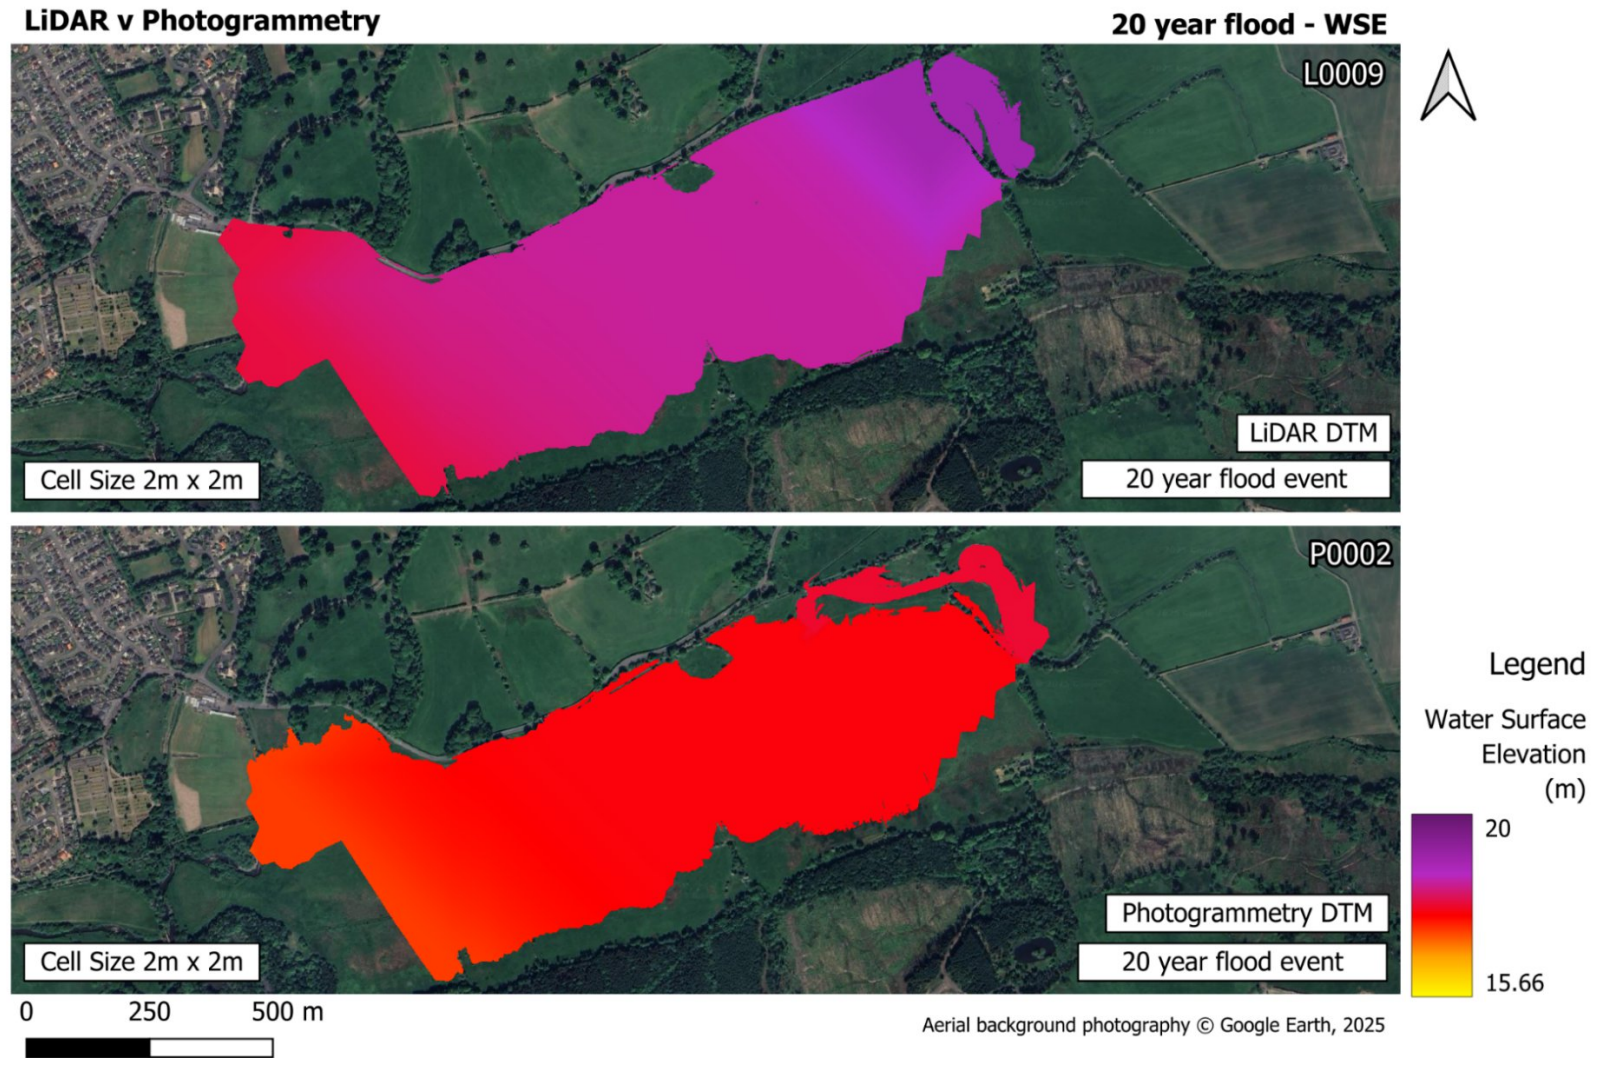 LiDAR v Photogrammetry
20 year flood - WSE
L0009
LiDAR DTM
Cell Size 2m x 2m
20 year flood event
P0002
Legend
Water Surface
Elevation
(m)
20
15.66
Photogrammetry DTM
Cell Size 2m x 2m
20 year flood event
0 250 500 m
Aerial background photography © Google Earth, 2025